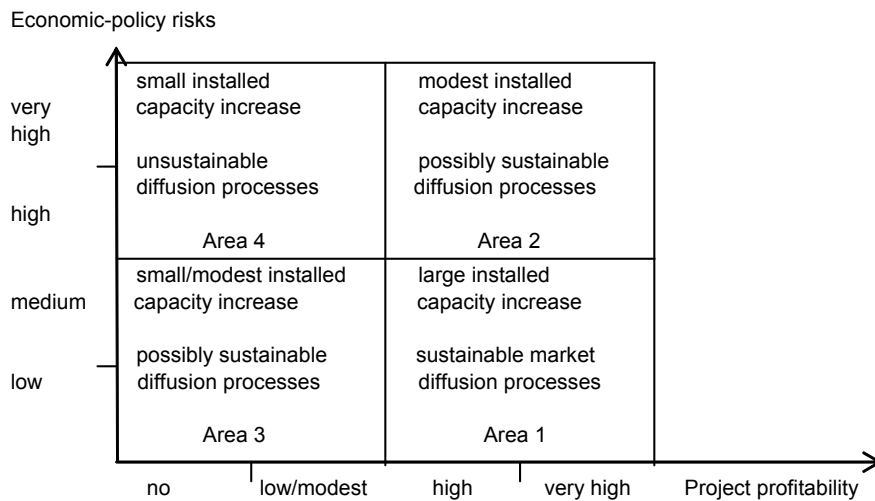 Economic-policy risks
very
high
high
medium
low
small installed
capacity increase
unsustainable
diffusion processes
Area 4
modest installed
capacity increase
possibly sustainable
diffusion processes
Area 2
small/modest installed
capacity increase
possibly sustainable
diffusion processes
Area 3
large installed
capacity increase
sustainable market
diffusion processes
Area 1
no
low/modest
high
very high
Project profitability